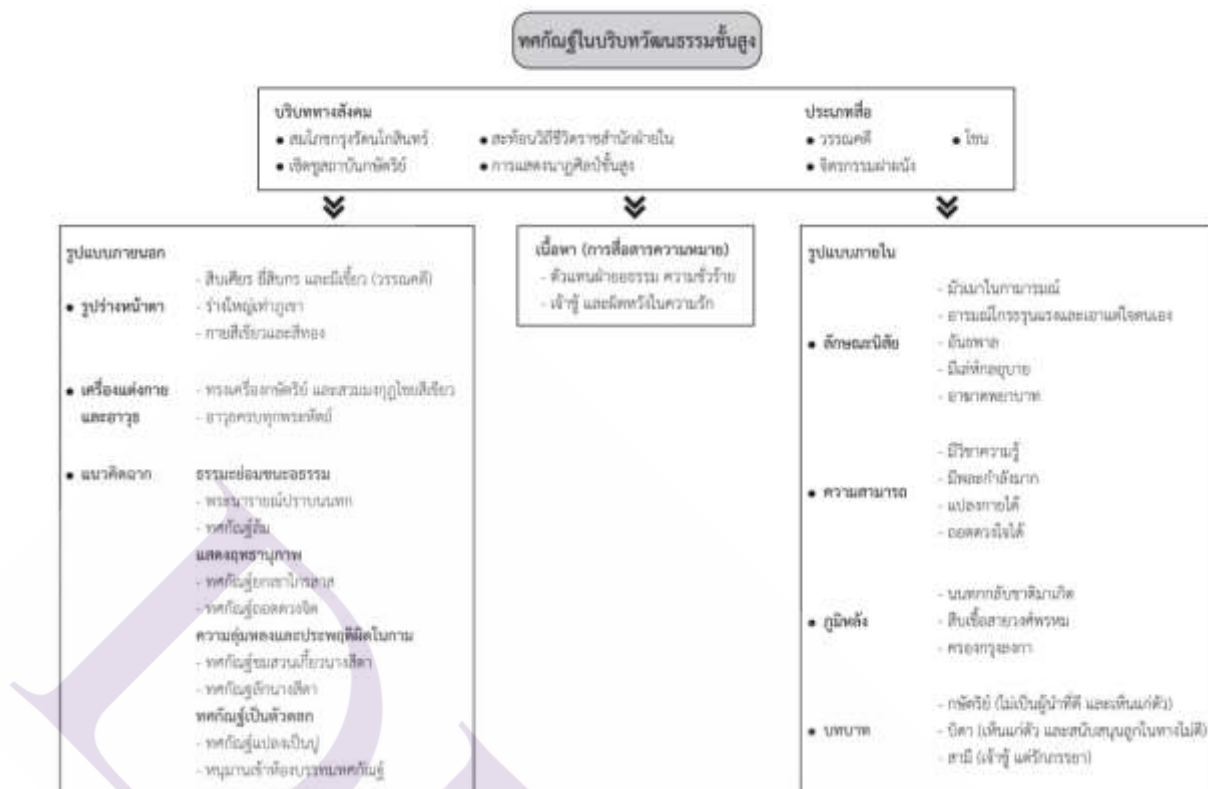 ทศกัณฐ์ในบริบทวัฒนธรรมชั้นสูง
บริบททางสังคม
● สมโภชกรุงรัตนโกสินทร์
● เชิดชูสถาบันกษัตริย์
● สะท้อนวิถีชีวิตราชสำนักฝ่ายใน
● การแสดงนาฏศิลป์ชั้นสูง
ประเภทสื่อ
● วรรณคดี
● จิตรกรรมฝาผนัง
● โขน
รูปแบบภายนอก
● รูปร่างหน้าตา
- สิบเศียร ยี่สิบกร และมีเขี้ยว (วรรณคดี)
- ร่างใหญ่เท่าภูเขา
- กายสีเขียวและสีทอง
● เครื่องแต่งกาย
และอาวุธ
- ทรงเครื่องกษัตริย์ และสวมมงกุฎไชยสีเขียว
- อาวุธครบทุกพระหัตถ์
● แนวคิดฉาก
ธรรมะย่อมชนะอธรรม
- พระนารายณ์ปราบนนทก
- ทศกัณฐ์ล้ม
แสดงฤทธานุภาพ
- ทศกัณฐ์ยกเขาไกรลาส
- ทศกัณฐ์ถอดดวงจิต
ความลุ่มหลงและประพฤติผิดในกาม
- ทศกัณฐ์ชมสวนเกี้ยวนางสีดา
- ทศกัณฐ์ลักนางสีดา
ทศกัณฐ์เป็นตัวตลก
- ทศกัณฐ์แปลงเป็นปู
- หนุมานเข้าห้องบรรทมทศกัณฐ์
เนื้อหา (การสื่อสารความหมาย)
- ตัวแทนฝ่ายอธรรม ความชั่วร้าย
- เจ้าชู้ และผิดหวังในความรัก
รูปแบบภายใน
● ลักษณะนิสัย
- มัวเมาในกามารมณ์
- อารมณ์โกรธรุนแรงและเอาแต่ใจตนเอง
- อันธพาล
- มีเล่ห์กลอุบาย
- อาฆาตพยาบาท
● ความสามารถ
- มีวิชาความรู้
- มีพละกำลังมาก
- แปลงกายได้
- ถอดดวงใจได้
● ภูมิหลัง
- นนทกกลับชาติมาเกิด
- สืบเชื้อสายวงศ์พรหม
- ครองกรุงลงกา
● บทบาท
- กษัตริย์ (ไม่เป็นผู้นำที่ดี และเห็นแก่ตัว)
- บิดา (เห็นแก่ตัว และสนับสนุนลูกในทางไม่ดี)
- สามี (เจ้าชู้ แต่รักภรรยา)